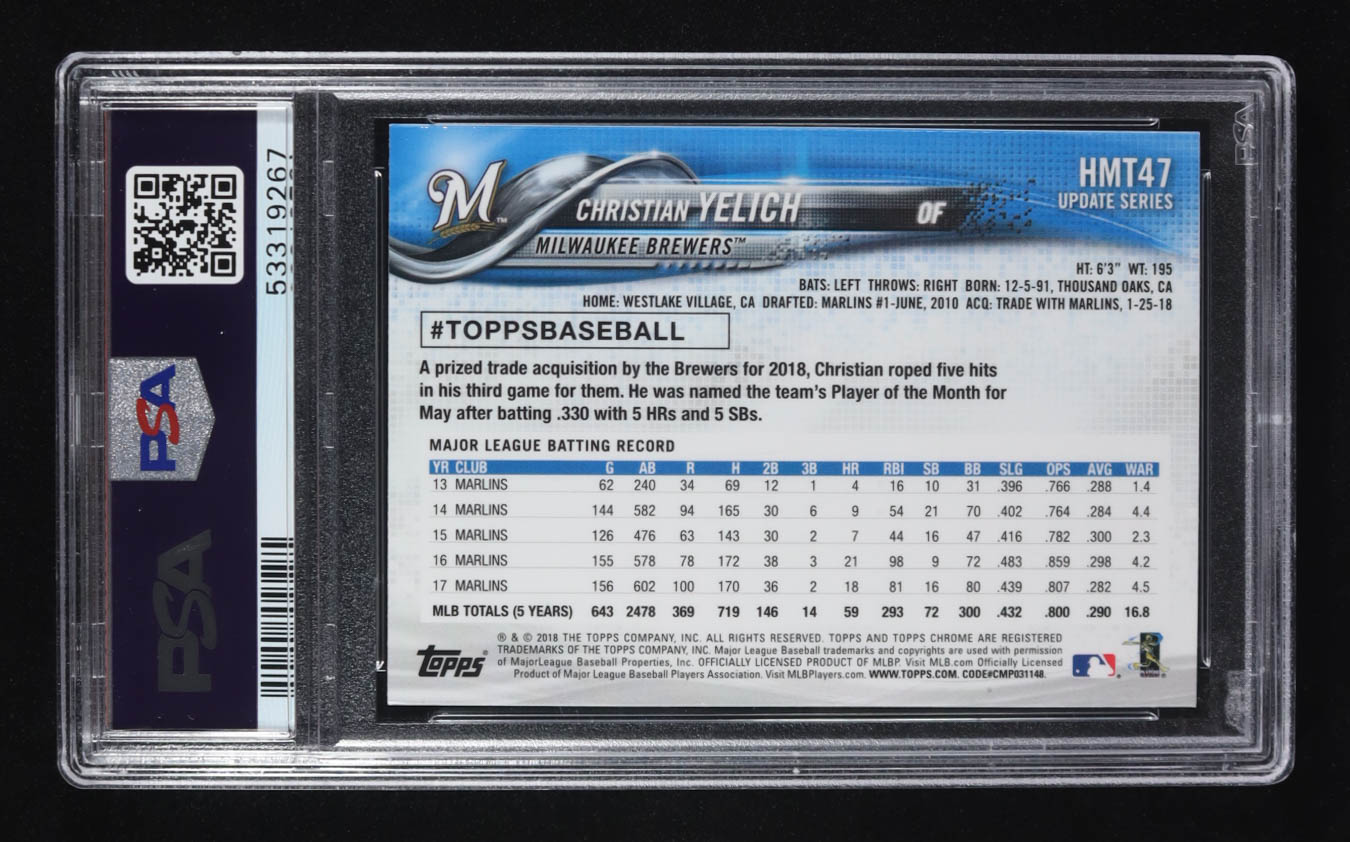 53319267
PSA
PSA
PSA
M™
HMT47
UPDATE SERIES
CHRISTIAN YELICH OF
MILWAUKEE BREWERS™
HT: 6'3" WT: 195
BATS: LEFT THROWS: RIGHT BORN: 12-5-91, THOUSAND OAKS, CA
HOME: WESTLAKE VILLAGE, CA DRAFTED: MARLINS #1-JUNE, 2010 ACQ: TRADE WITH MARLINS, 1-25-18
#TOPPSBASEBALL
A prized trade acquisition by the Brewers for 2018, Christian roped five hits
in his third game for them. He was named the team's Player of the Month for
May after batting .330 with 5 HRs and 5 SBs.
MAJOR LEAGUE BATTING RECORD
YR CLUB G AB R H 2B 3B HR RBI SB BB SLG OPS AVG WAR
13 MARLINS 62 240 34 69 12 1 4 16 10 31 .396 .766 .288 1.4
14 MARLINS 144 582 94 165 30 6 9 54 21 70 .402 .764 .284 4.4
15 MARLINS 126 476 63 143 30 2 7 44 16 47 .416 .782 .300 2.3
16 MARLINS 155 578 78 172 38 3 21 98 9 72 .483 .859 .298 4.2
17 MARLINS 156 602 100 170 36 2 18 81 16 80 .439 .807 .282 4.5
MLB TOTALS (5 YEARS) 643 2478 369 719 146 14 59 293 72 300 .432 .800 .290 16.8
® & © 2018 THE TOPPS COMPANY, INC. ALL RIGHTS RESERVED. TOPPS AND TOPPS CHROME ARE REGISTERED
TRADEMARKS OF THE TOPPS COMPANY, INC. Major League Baseball trademarks and copyrights are used with permission
of MajorLeague Baseball Properties, Inc. OFFICIALLY LICENSED PRODUCT OF MLBP. Visit MLB.com Officially Licensed
Product of Major League Baseball Players Association. Visit MLBPlayers.com. WWW.TOPPS.COM. CODE#CMP031148.
Topps®